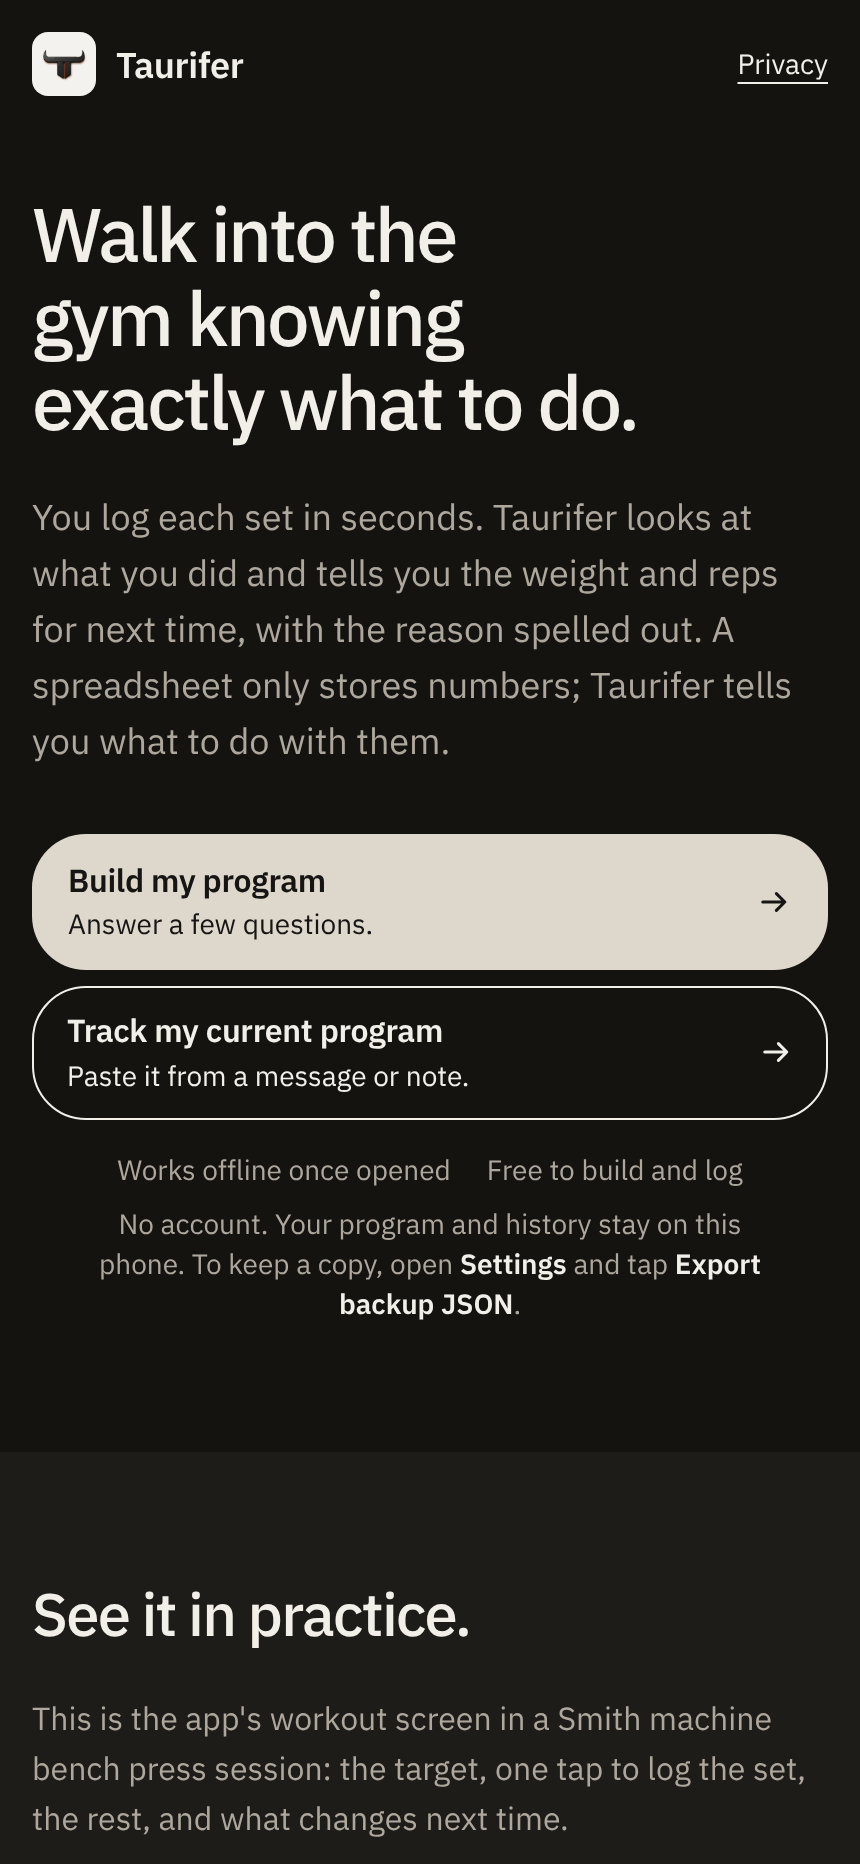 Taurifer
Privacy
Walk into the
gym knowing
exactly what to do.
You log each set in seconds. Taurifer looks at
what you did and tells you the weight and reps
for next time, with the reason spelled out. A
spreadsheet only stores numbers; Taurifer tells
you what to do with them.
Build my program
Answer a few questions.
Track my current program
Paste it from a message or note.
Works offline once opened Free to build and log
No account. Your program and history stay on this
phone. To keep a copy, open Settings and tap Export
backup JSON.
See it in practice.
This is the app's workout screen in a Smith machine
bench press session: the target, one tap to log the set,
the rest, and what changes next time.